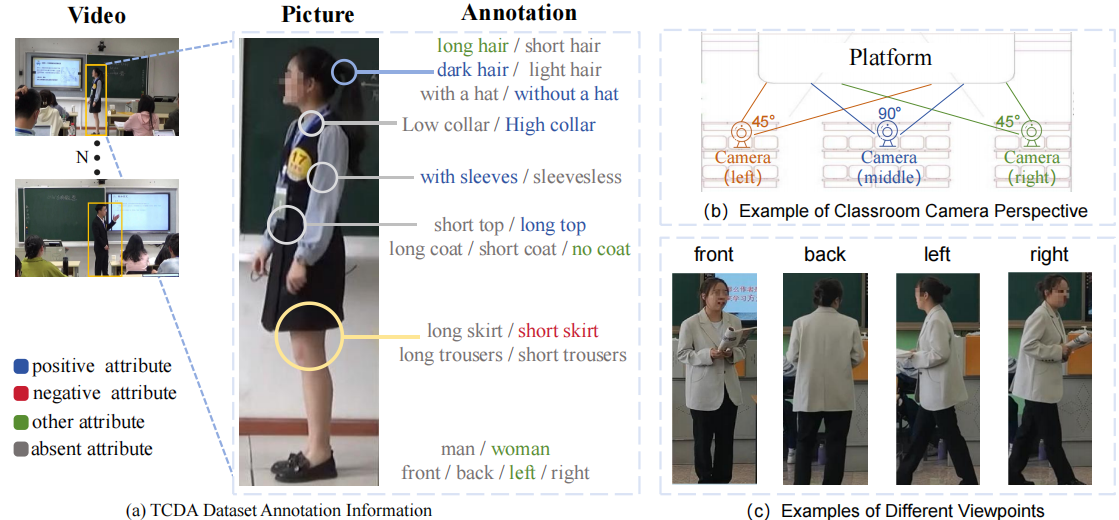 Video
Picture
Annotation
N
long hair / short hair
dark hair / light hair
with a hat / without a hat
Low collar / High collar
17
with sleeves / sleevesless
short top / long top
long coat / short coat / no coat
long skirt / short skirt
long trousers / short trousers
man / woman
front / back / left / right
positive attribute
negative attribute
other attribute
absent attribute
(a) TCDA Dataset Annotation Information
Platform
45°
90°
45°
Camera
(left)
Camera
(middle)
Camera
(right)
(b) Example of Classroom Camera Perspective
front
back
left
right
(c) Examples of Different Viewpoints